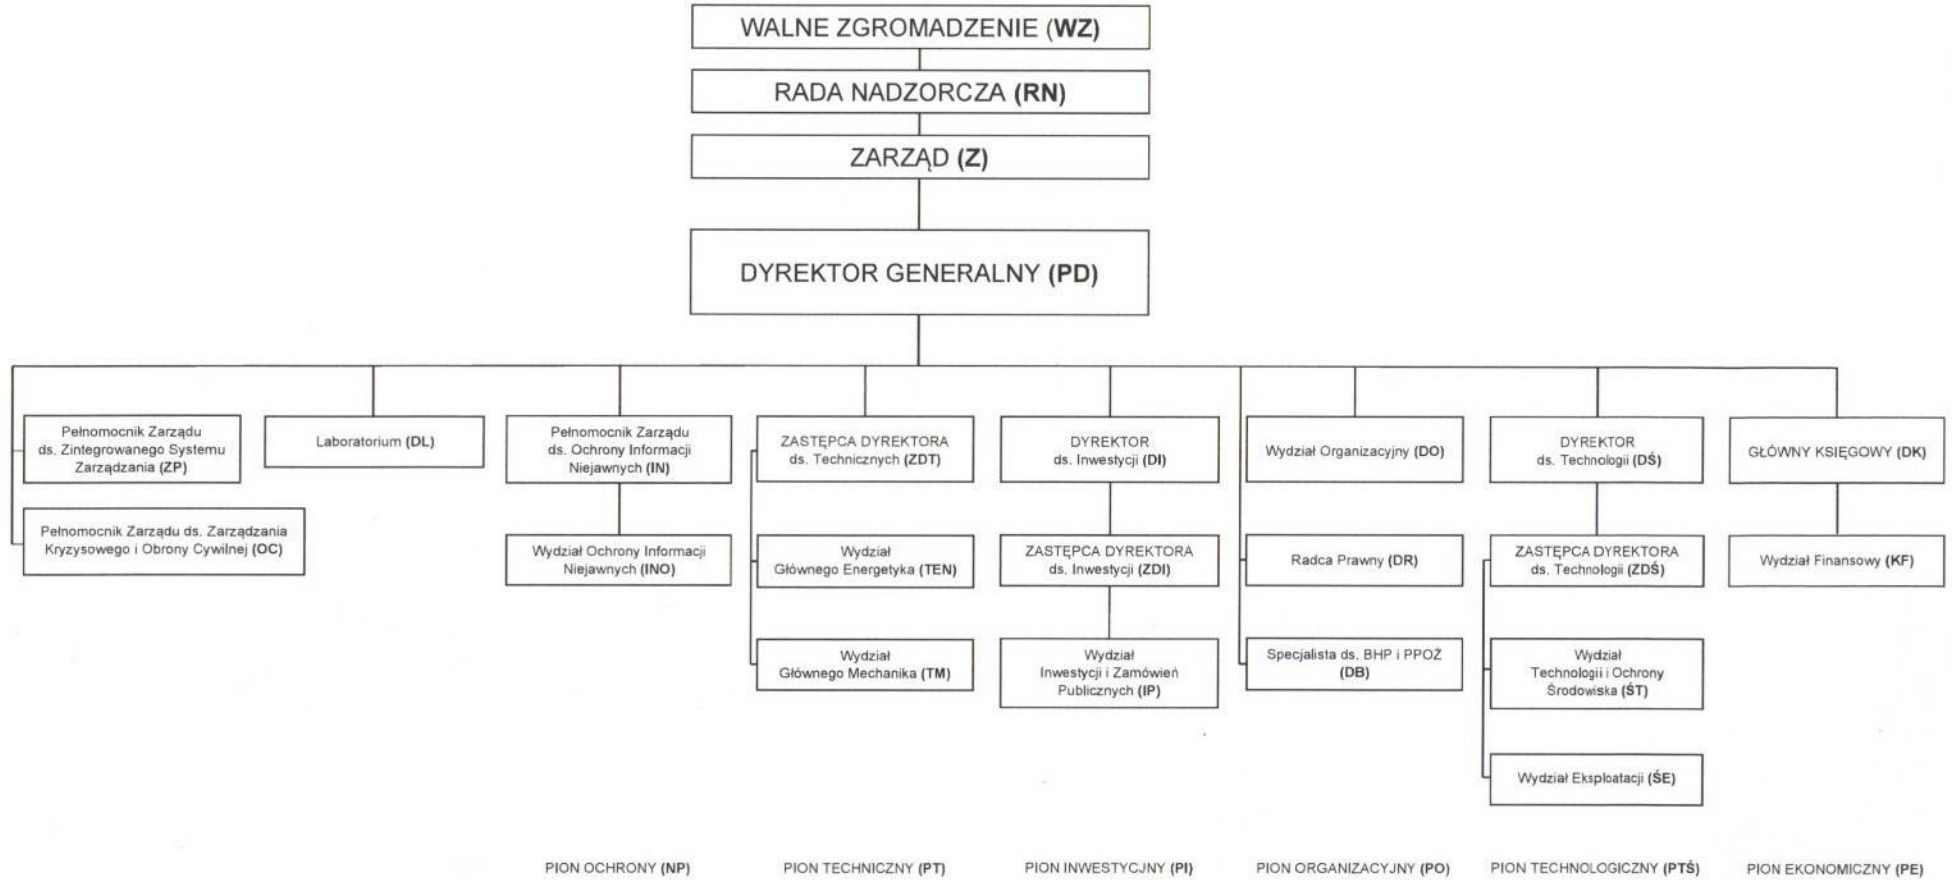 WALNE ZGROMADZENIE (WZ)
RADA NADZORCZA (RN)
ZARZĄD (Z)
DYREKTOR GENERALNY (PD)
Pełnomocnik Zarządu
ds. Zintegrowanego Systemu
Zarządzania (ZP)
Pełnomocnik Zarządu ds. Zarządzania
Kryzysowego i Obrony Cywilnej (OC)
Laboratorium (DL)
Pełnomocnik Zarządu
ds. Ochrony Informacji
Niejawnych (IN)
Wydział Ochrony Informacji
Niejawnych (INO)
ZASTĘPCA DYREKTORA
ds. Technicznych (ZDT)
Wydział
Głównego Energetyka (TEN)
Wydział
Głównego Mechanika (TM)
DYREKTOR
ds. Inwestycji (DI)
ZASTĘPCA DYREKTORA
ds. Inwestycji (ZDI)
Wydział
Inwestycji i Zamówień
Publicznych (IP)
Wydział Organizacyjny (DO)
Radca Prawny (DR)
Specjalista ds. BHP i PPOŻ
(DB)
DYREKTOR
ds. Technologii (DŚ)
ZASTĘPCA DYREKTORA
ds. Technologii (ZDŚ)
Wydział
Technologii i Ochrony
Środowiska (ŚT)
Wydział Eksploatacji (ŚE)
GŁÓWNY KSIĘGOWY (DK)
Wydział Finansowy (KF)
PION OCHRONY (NP)
PION TECHNICZNY (PT)
PION INWESTYCJNY (PI)
PION ORGANIZACYJNY (PO)
PION TECHNOLOGICZNY (PTŚ)
PION EKONOMICZNY (PE)